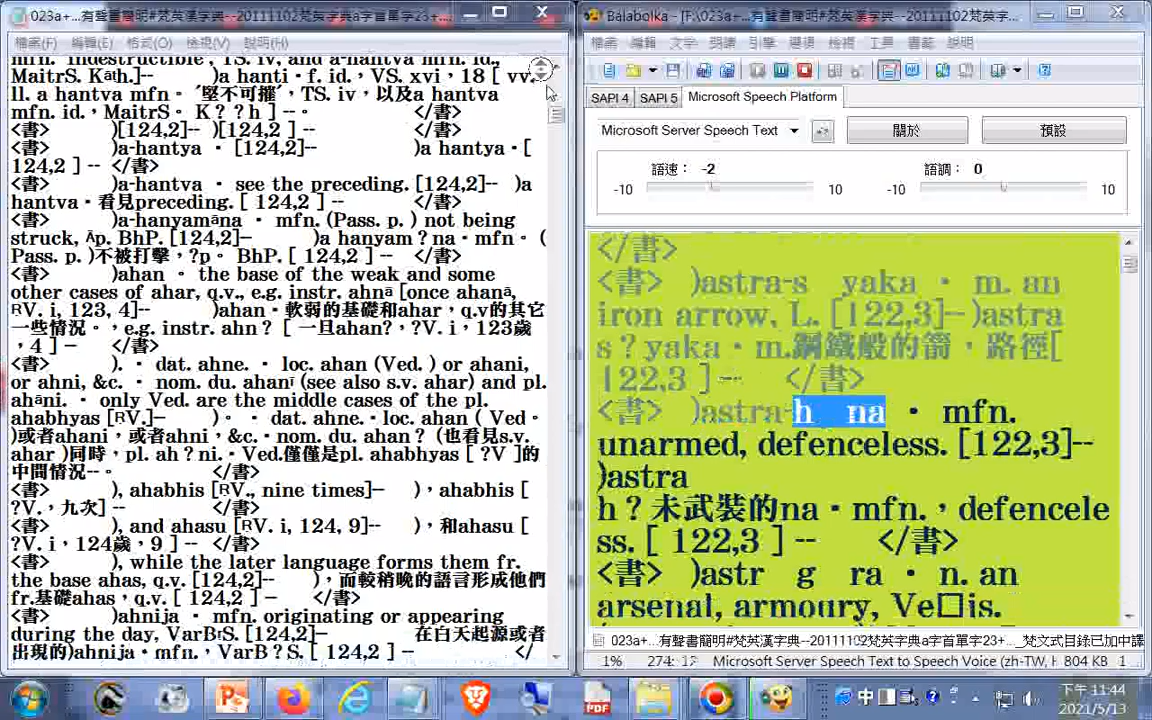 023a+...有聲書簡明#梵英漢字典--20111102梵英字典a字首單字23+...
檔案(F) 編輯(E) 格式(O) 檢視(V) 說明(H)
mfn. indestructible, TS. iv, and a-hantva mfn. id.,
MaitrS. Kāṭh.]-- )a hanti‧f. id.,VS. xvi,18 [ vv.
ll. a hantva mfn。'堅不可摧',TS. iv,以及a hantva
mfn. id.,MaitrS。K??h ] --。 </書>
<書> )[124,2]-- )[124,2 ] -- </書>
<書> )a-hantya ‧ [124,2]-- )a hantya‧[
124,2 ] -- </書>
<書> )a-hantva ‧ see the preceding. [124,2]-- )a
hantva‧看見preceding. [ 124,2 ] -- </書>
<書> )a-hanyamāna ‧ mfn. (Pass. p. ) not being
struck, Āp. BhP. [124,2]-- )a hanyam?na‧mfn。(
Pass. p. )不被打擊,?p。BhP. [ 124,2 ] -- </書>
<書> )ahan ‧ the base of the weak and some
other cases of ahar, q.v., e.g. instr. ahnā [once ahanā,
RV. i, 123, 4]-- )ahan‧軟弱的基礎和ahar,q.v的其它
一些情況。,e.g. instr. ahn? [ 一旦ahan?,?V. i,123歲
,4 ] -- </書>
<書> ). ‧ dat. ahne. ‧ loc. ahan (Ved. ) or ahani,
or ahni, &c. ‧ nom. du. ahanī (see also s.v. ahar) and pl.
ahāni. ‧ only Ved. are the middle cases of the pl.
ahabhyas [RV.]-- )。‧dat. ahne.‧loc. ahan ( Ved。
)或者ahani,或者ahni,&c.‧nom. du. ahan? (也看見s.v.
ahar )同時,pl. ah?ni.‧Ved.僅僅是pl. ahabhyas [ ?V ]的
中間情況--。 </書>
<書> ), ahabhis [RV., nine times]-- ),ahabhis [
?V.,九次] -- </書>
<書> ), and ahasu [RV. i, 124, 9]-- ),和ahasu [
?V. i,124歲,9 ] -- </書>
<書> ), while the later language forms them fr.
the base ahas, q.v. [124,2]-- ),而較稍晚的語言形成他們
fr.基礎ahas,q.v. [ 124,2 ] -- </書>
<書> )ahnija ‧ mfn. originating or appearing
during the day, VarBṛS. [124,2]-- 在白天起源或者
出現的)ahnija‧mfn.,VarB?S. [ 124,2 ] -- </
Balabolka - [F:\023a+...有聲書簡明#梵英漢字典--20111102梵英字...
檔案 編輯 文字 朗讀 引擎 選項 檢視 工具 書籤 說明
SAPI 4 SAPI 5 Microsoft Speech Platform
Microsoft Server Speech Text 關於 預設
語速: -2 語調: 0
-10 10 -10 10
</書>
<書> )astra-s yaka ‧ m. an
iron arrow, L. [122,3]-- )astra
s?yaka‧m.鋼鐵般的箭,路徑[
122,3 ] -- </書>
<書> )astra-h na ‧ mfn.
unarmed, defenceless. [122,3]--
)astra
h?未武裝的na‧mfn.,defencele
ss. [ 122,3 ] -- </書>
<書> )astr g ra ‧ n. an
arsenal, armoury, Ve□is.
023a+...有聲書簡明#梵英漢字典--20111102梵英字典a字首單字23+..._梵文式目錄已加中譯
1% 274: 12 Microsoft Server Speech Text to Speech Voice (zh-TW, H 804 KB 1
中
下午 11:44
2021/5/13